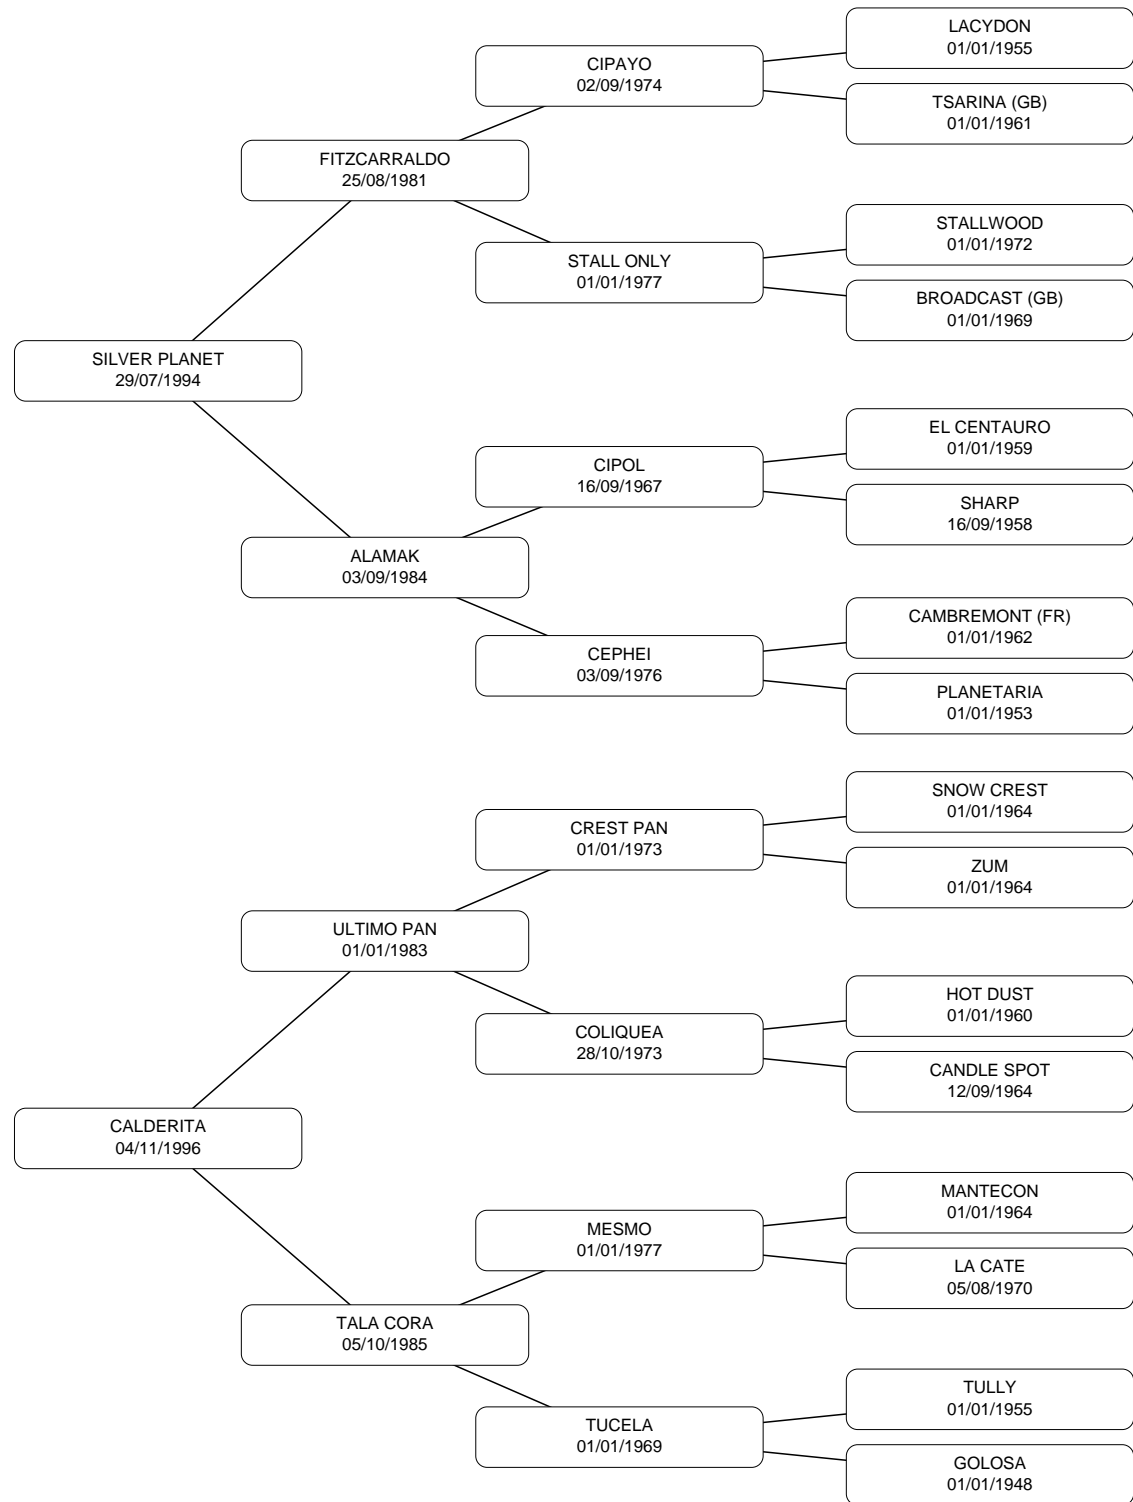 LACYDON
01/01/1955
CIPAYO
02/09/1974
TSARINA (GB)
01/01/1961
FITZCARRALDO
25/08/1981
STALLWOOD
01/01/1972
STALL ONLY
01/01/1977
BROADCAST (GB)
01/01/1969
SILVER PLANET
29/07/1994
EL CENTAURO
01/01/1959
CIPOL
16/09/1967
SHARP
16/09/1958
ALAMAK
03/09/1984
CAMBREMONT (FR)
01/01/1962
CEPHEI
03/09/1976
PLANETARIA
01/01/1953
SNOW CREST
01/01/1964
CREST PAN
01/01/1973
ZUM
01/01/1964
ULTIMO PAN
01/01/1983
HOT DUST
01/01/1960
COLIQUEA
28/10/1973
CANDLE SPOT
12/09/1964
CALDERITA
04/11/1996
MANTECON
01/01/1964
MESMO
01/01/1977
LA CATE
05/08/1970
TALA CORA
05/10/1985
TULLY
01/01/1955
TUCELA
01/01/1969
GOLOSA
01/01/1948